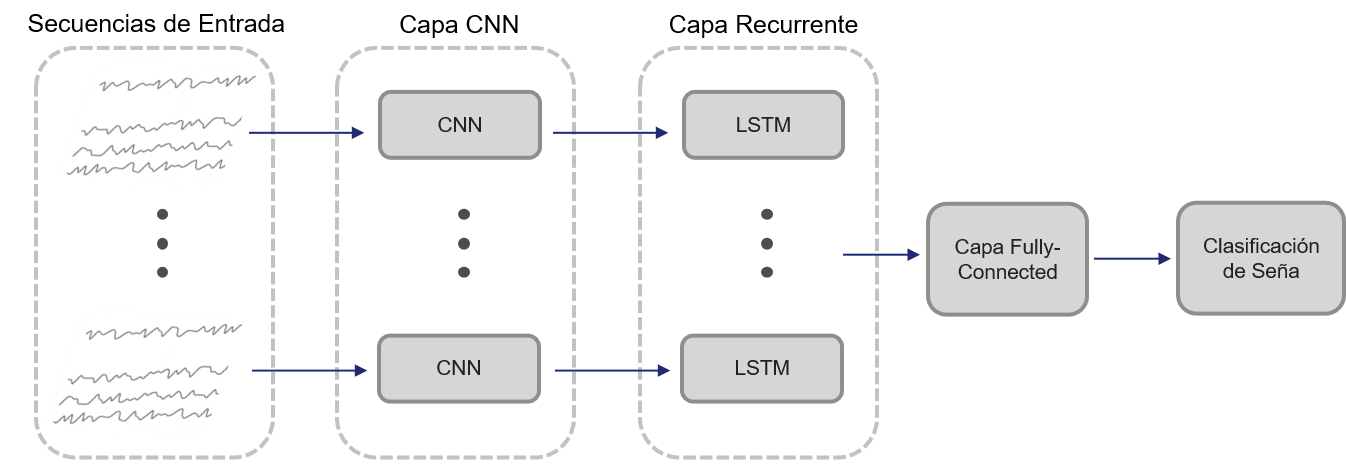 Secuencias de Entrada
Capa CNN
Capa Recurrente
CNN
LSTM
Capa Fully-
Connected
Clasificación
de Seña
CNN
LSTM